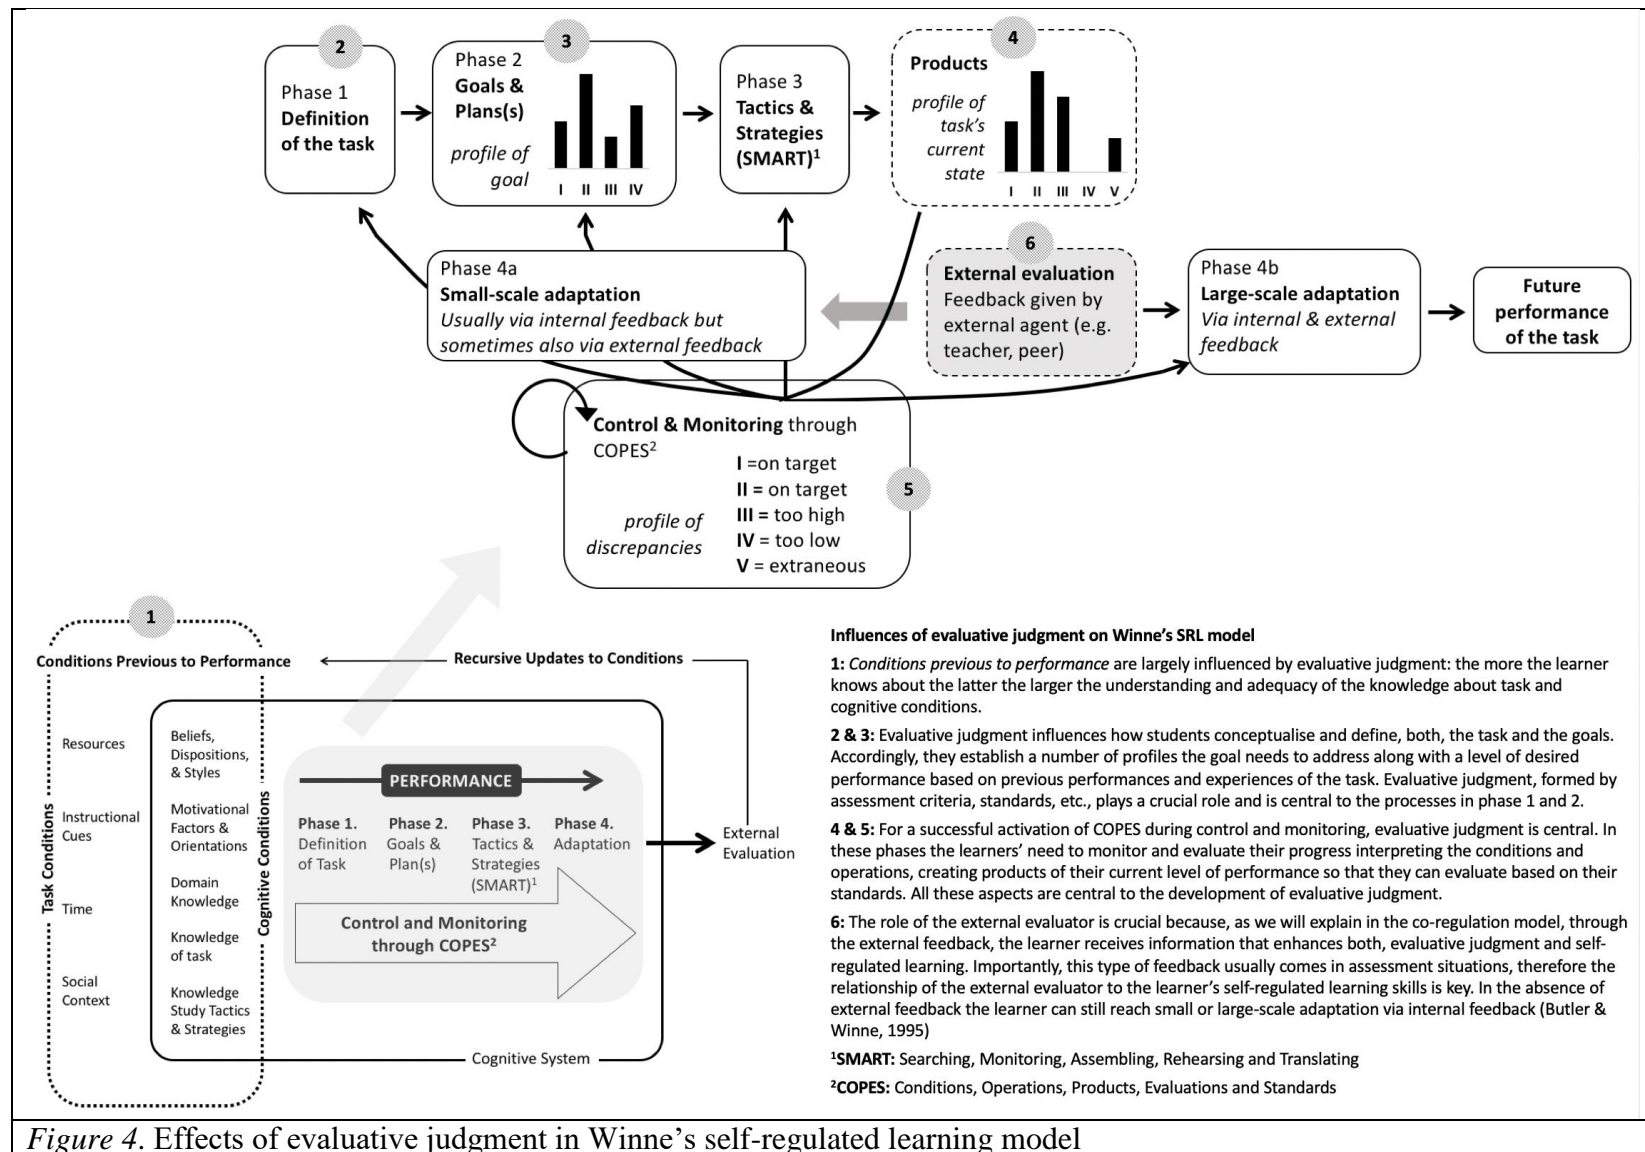 2
Phase 1
Definition
of the task
3
Phase 2
Goals &
Plans(s)
profile of
goal
I II III IV
Phase 3
Tactics &
Strategies
(SMART)¹
4
Products
profile of
task's
current
state
I II III IV V
Phase 4a
Small-scale adaptation
Usually via internal feedback but
sometimes also via external feedback
6
External evaluation
Feedback given by
external agent (e.g.
teacher, peer)
Phase 4b
Large-scale adaptation
Via internal & external
feedback
Future
performance
of the task
Control & Monitoring through
COPES²
I =on target
II = on target
III = too high
IV = too low
V = extraneous
profile of
discrepancies
5
1
Conditions Previous to Performance
Recursive Updates to Conditions
Task Conditions
Resources
Instructional
Cues
Time
Social
Context
Beliefs,
Dispositions,
& Styles
Motivational
Factors &
Orientations
Domain
Knowledge
Knowledge
of task
Knowledge
Study Tactics
& Strategies
Cognitive Conditions
PERFORMANCE
Phase 1.
Definition
of Task
Phase 2.
Goals &
Plan(s)
Phase 3.
Tactics &
Strategies
(SMART)¹
Phase 4.
Adaptation
Control and Monitoring
through COPES²
External
Evaluation
Cognitive System
Influences of evaluative judgment on Winne's SRL model
1: Conditions previous to performance are largely influenced by evaluative judgment: the more the learner
knows about the latter the larger the understanding and adequacy of the knowledge about task and
cognitive conditions.
2 & 3: Evaluative judgment influences how students conceptualise and define, both, the task and the goals.
Accordingly, they establish a number of profiles the goal needs to address along with a level of desired
performance based on previous performances and experiences of the task. Evaluative judgment, formed by
assessment criteria, standards, etc., plays a crucial role and is central to the processes in phase 1 and 2.
4 & 5: For a successful activation of COPES during control and monitoring, evaluative judgment is central. In
these phases the learners' need to monitor and evaluate their progress interpreting the conditions and
operations, creating products of their current level of performance so that they can evaluate based on their
standards. All these aspects are central to the development of evaluative judgment.
6: The role of the external evaluator is crucial because, as we will explain in the co-regulation model, through
the external feedback, the learner receives information that enhances both, evaluative judgment and self-
regulated learning. Importantly, this type of feedback usually comes in assessment situations, therefore the
relationship of the external evaluator to the learner's self-regulated learning skills is key. In the absence of
external feedback the learner can still reach small or large-scale adaptation via internal feedback (Butler &
Winne, 1995)
¹SMART: Searching, Monitoring, Assembling, Rehearsing and Translating
²COPES: Conditions, Operations, Products, Evaluations and Standards
Figure 4. Effects of evaluative judgment in Winne's self-regulated learning model